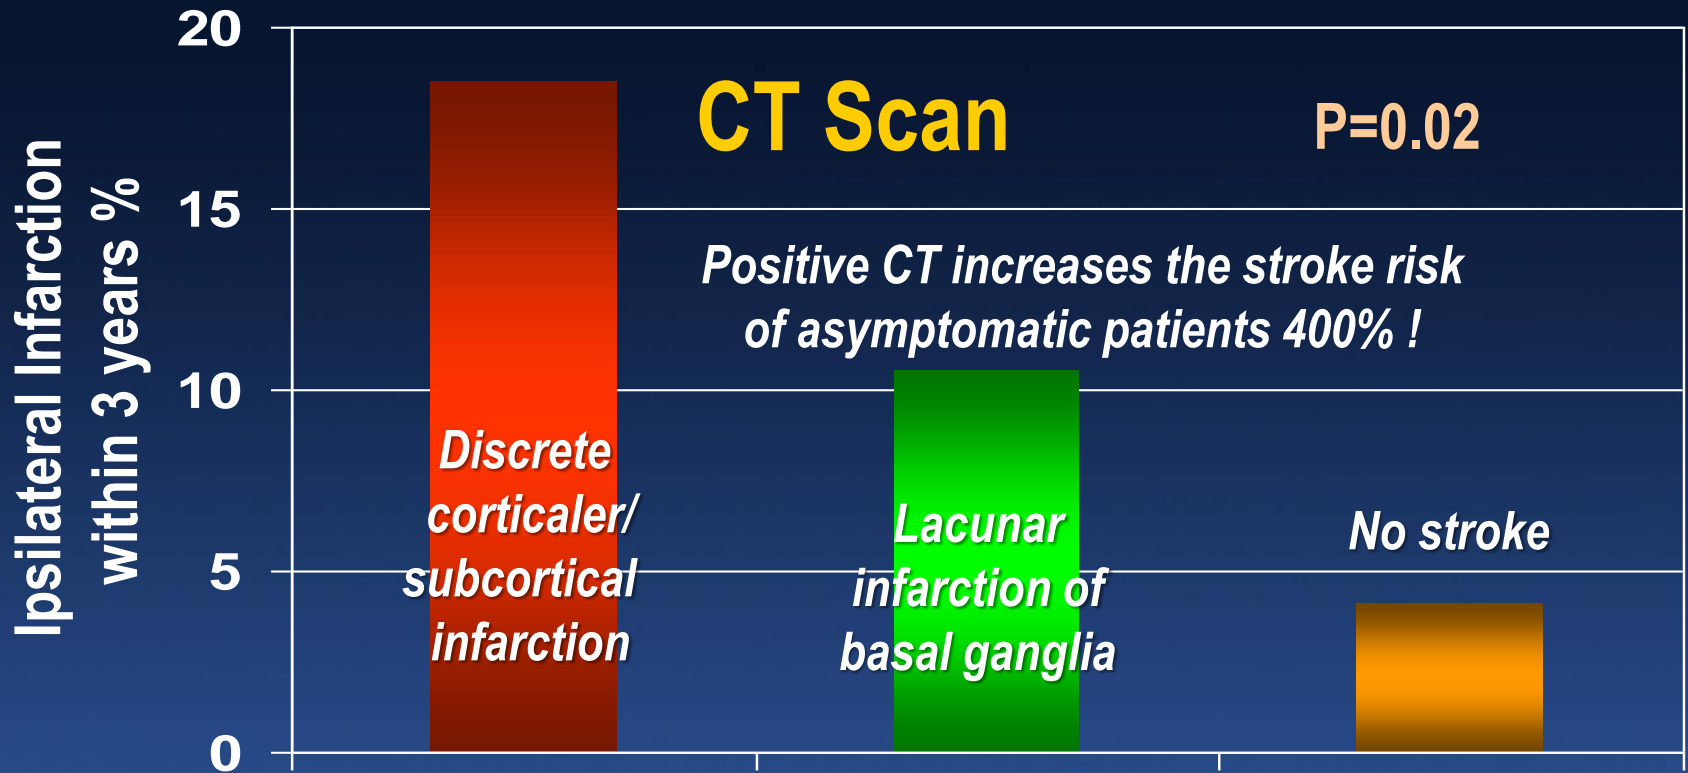 Ipsilateral Infarction
within 3 years %
20
15
10
5
0
CT Scan
P=0.02
Positive CT increases the stroke risk
of asymptomatic patients 400% !
Discrete
corticaler/
subcortical
infarction
Lacunar
infarction of
basal ganglia
No stroke